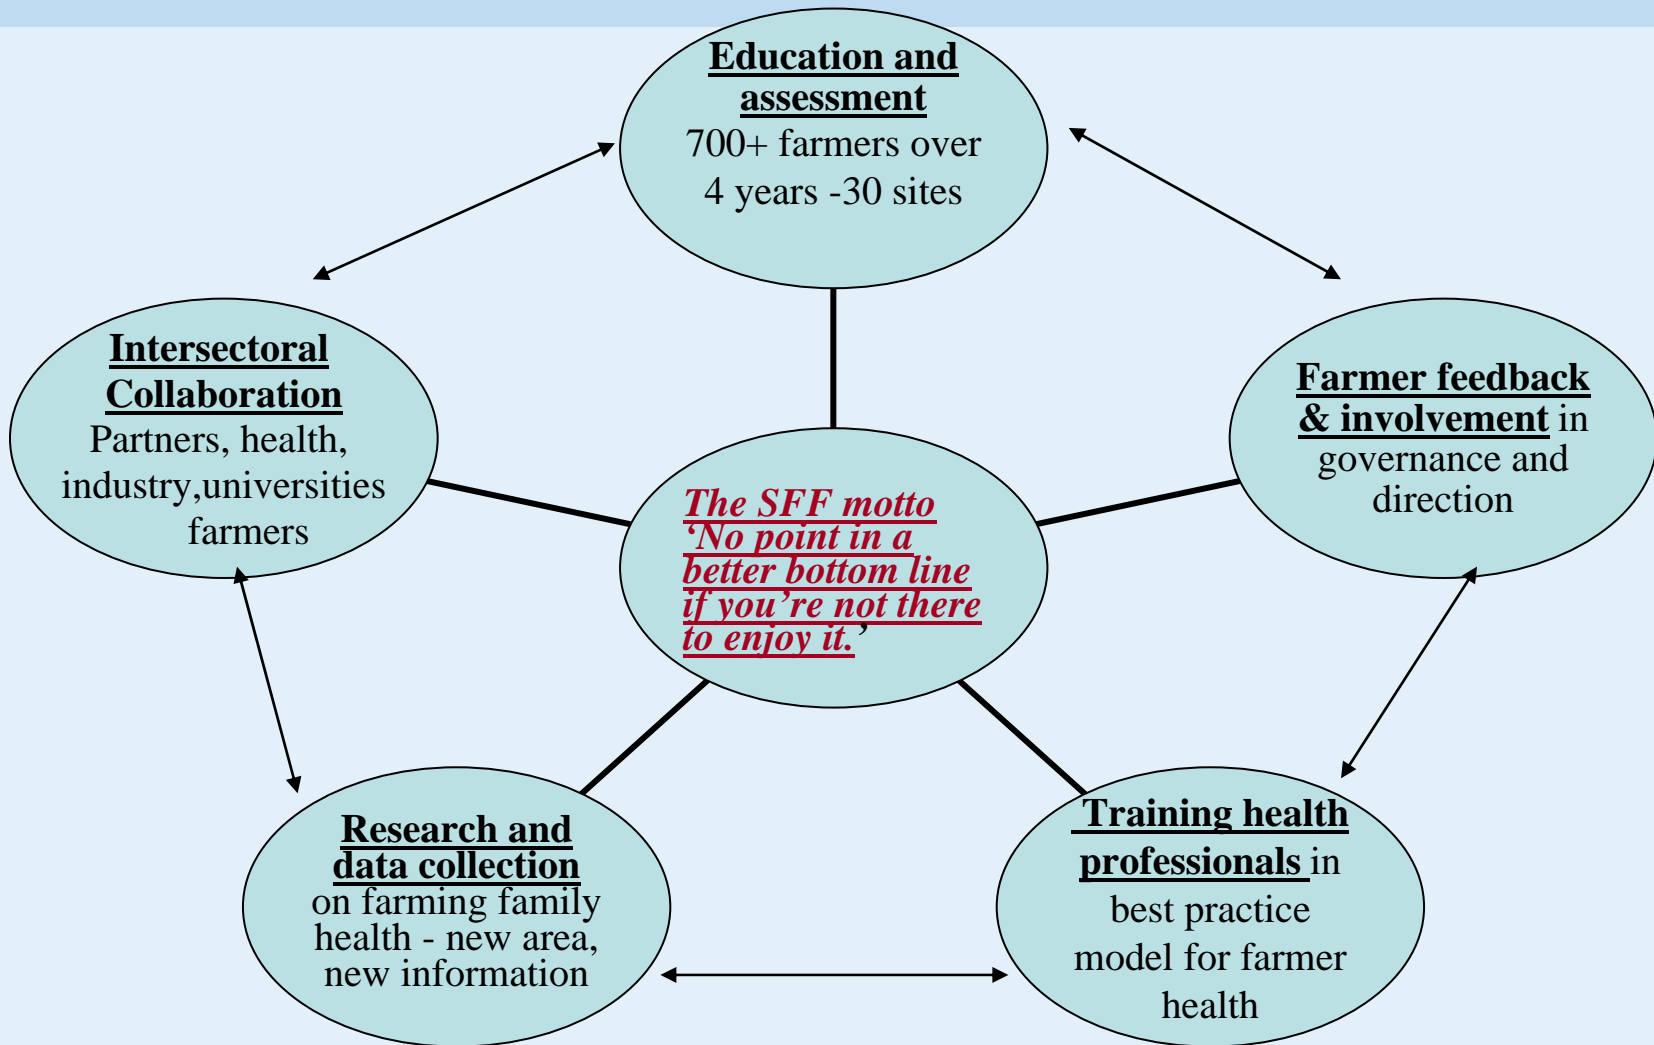 Education and
assessment
700+ farmers over
4 years -30 sites
Intersectoral
Collaboration
Partners, health,
industry,universities
farmers
Farmer feedback
& involvement in
governance and
direction
The SFF motto
‘No point in a
better bottom line
if you’re not there
to enjoy it.’
Research and
data collection
on farming family
health - new area,
new information
Training health
professionals in
best practice
model for farmer
health